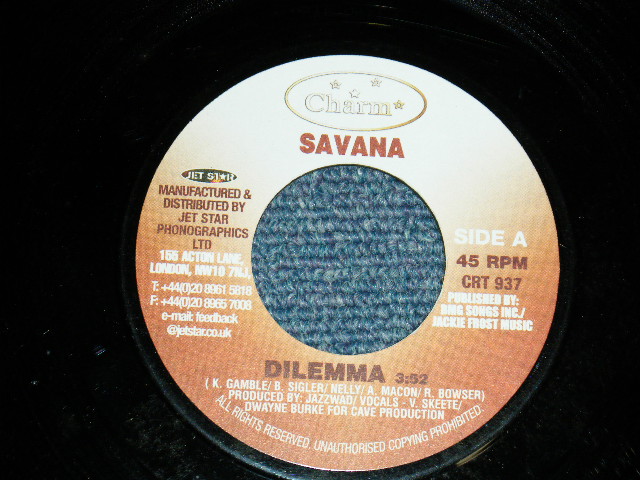 Charm
SAVANA
JET STAR
MANUFACTURED &
DISTRIBUTED BY
JET STAR
PHONOGRAPHICS
LTD
155 ACTON LANE,
LONDON, NW10 7NJ.
T: +44(0)20 8961 5818
F: +44(0)20 8965 7008
e-mail: feedback
@jetstar.co.uk
SIDE A
45 RPM
CRT 937
PUBLISHED BY:
BMG SONGS INC./
JACKIE FROST MUSIC
DILEMMA 3:52
( K. GAMBLE/ B. SIGLER/ NELLY/ A. MACON/ R. BOWSER)
PRODUCED BY: JAZZWAD/ VOCALS - V. SKEETE/
DWAYNE BURKE FOR CAVE PRODUCTION
ALL RIGHTS RESERVED. UNAUTHORISED COPYING PROHIBITED.